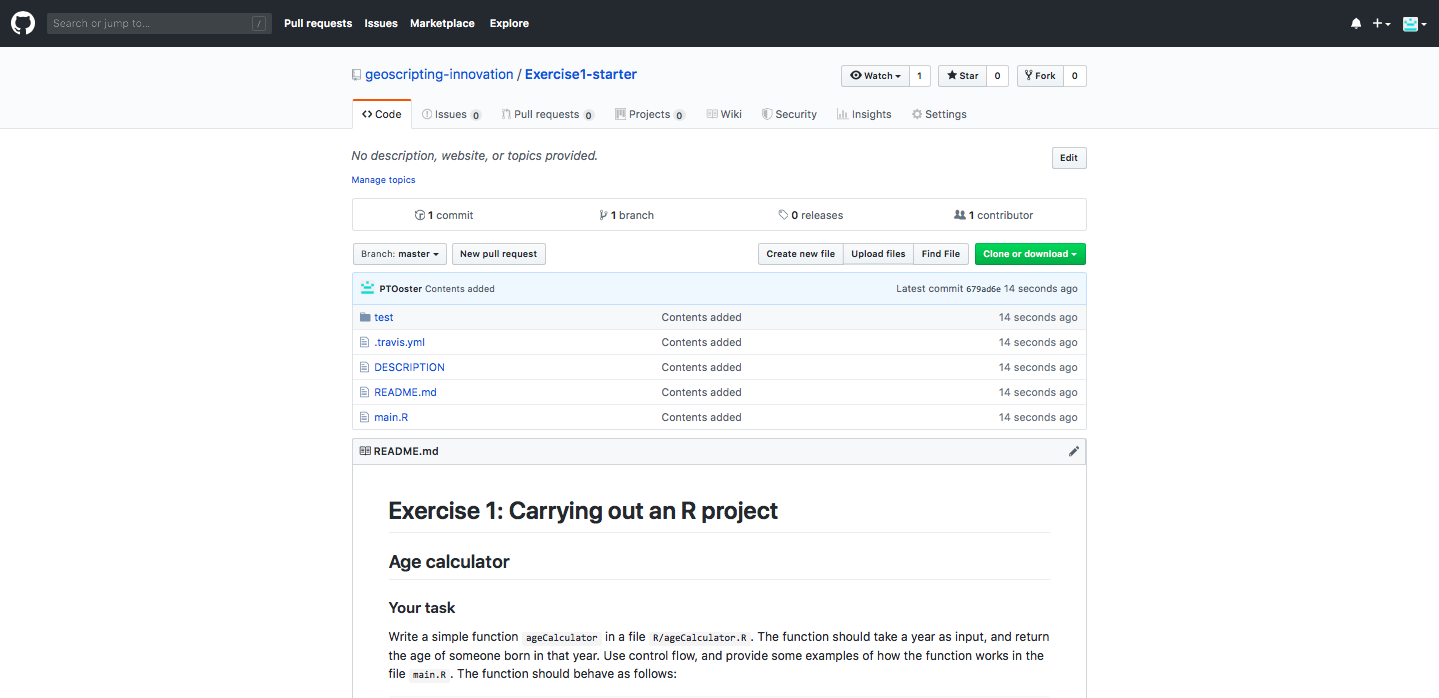 Search or jump to... / Pull requests Issues Marketplace Explore
geoscripting-innovation / Exercise1-starter Watch 1 Star 0 Fork 0
Code Issues 0 Pull requests 0 Projects 0 Wiki Security Insights Settings
No description, website, or topics provided. Edit
Manage topics
1 commit 1 branch 0 releases 1 contributor
Branch: master New pull request Create new file Upload files Find File Clone or download
PTOoster Contents added Latest commit 679ad6e 14 seconds ago
test Contents added 14 seconds ago
.travis.yml Contents added 14 seconds ago
DESCRIPTION Contents added 14 seconds ago
README.md Contents added 14 seconds ago
main.R Contents added 14 seconds ago
README.md
Exercise 1: Carrying out an R project
Age calculator
Your task
Write a simple function ageCalculator in a file R/ageCalculator.R. The function should take a year as input, and return
the age of someone born in that year. Use control flow, and provide some examples of how the function works in the
file main.R. The function should behave as follows: